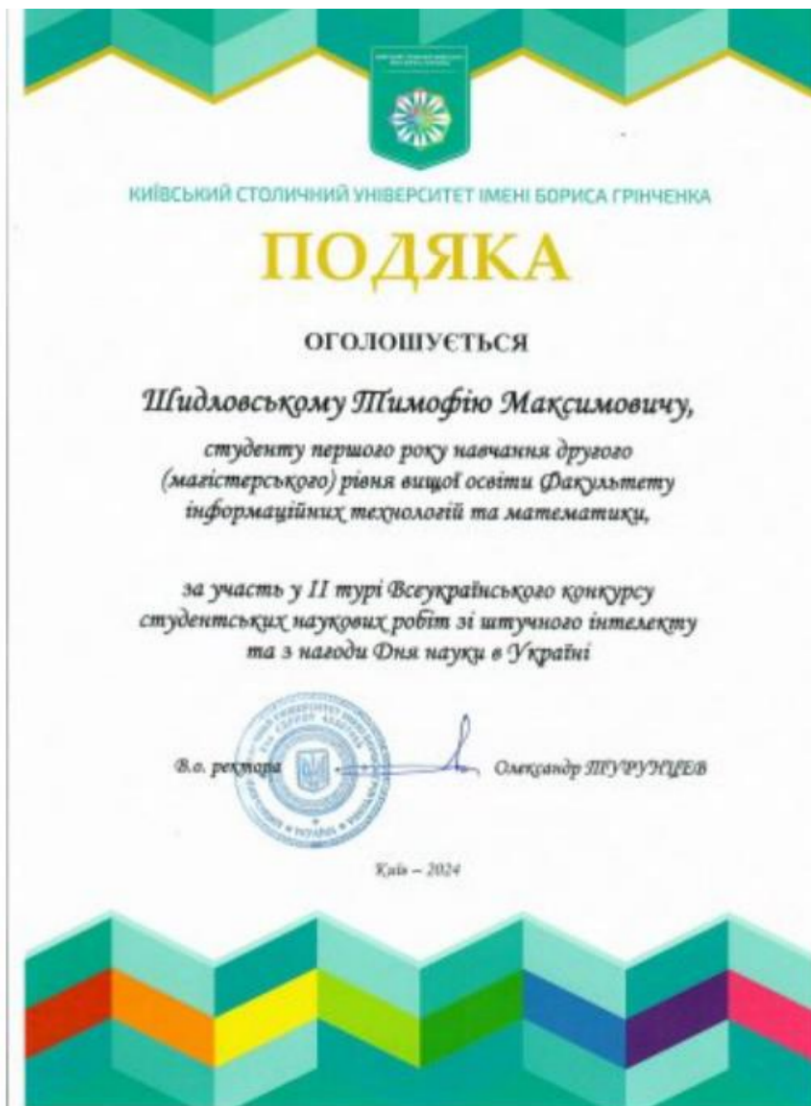 КИЇВСЬКИЙ СТОЛИЧНИЙ УНІВЕРСИТЕТ ІМЕНІ БОРИСА ГРІНЧЕНКА
ПОДЯКА
ОГОЛОШУЄТЬСЯ
Шидловському Тимофію Максимовичу,
студенту першого року навчання другого
(магістерського) рівня вищої освіти Факультету
інформаційних технологій та математики,
за участь у ІІ турі Всеукраїнського конкурсу
студентських наукових робіт зі штучного інтелекту
та з нагоди Дня науки в Україні
В.о. ректора Олександр ТУРУНЦЕВ
Київ – 2024